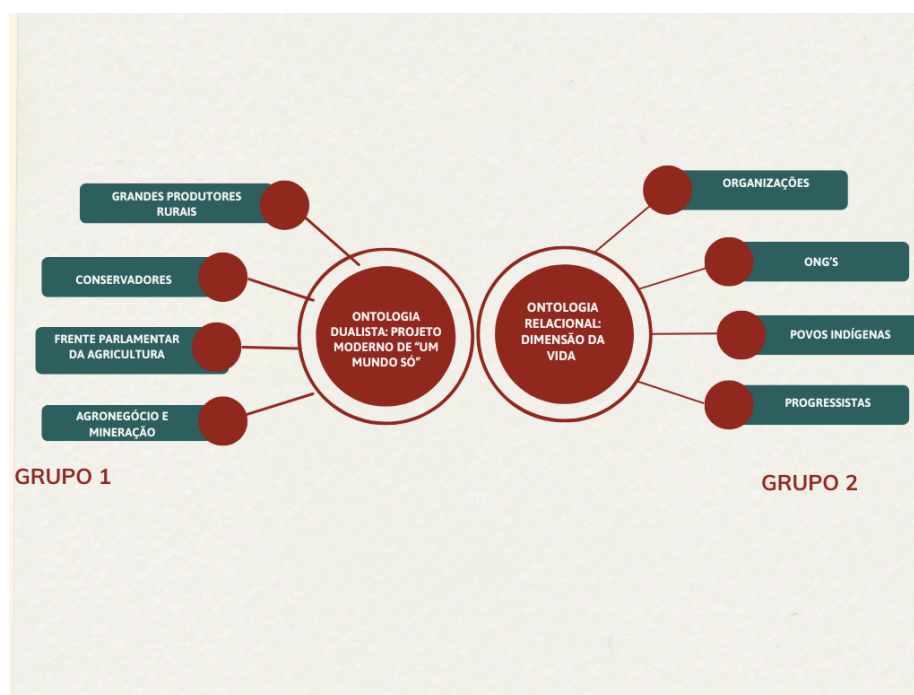 GRANDES PRODUTORES
RURAIS
CONSERVADORES
FRENTE PARLAMENTAR
DA AGRICULTURA
AGRONEGÓCIO E
MINERAÇÃO
GRUPO 1
ONTOLOGIA
DUALISTA: PROJETO
MODERNO DE "UM
MUNDO SÓ"
ONTOLOGIA
RELACIONAL:
DIMENSÃO DA
VIDA
ORGANIZAÇÕES
ONG'S
POVOS INDÍGENAS
PROGRESSISTAS
GRUPO 2